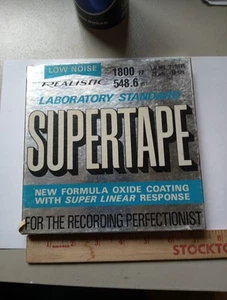 LOW NOISE
1800 FT
REALISTIC
548.6
LABORATORY STANDARD
SUPERTAPE
NEW FORMULA OXIDE COATING
WITH SUPER LINEAR RESPONSE
FOR THE RECORDING PERFECTIONIST
STOCKTO